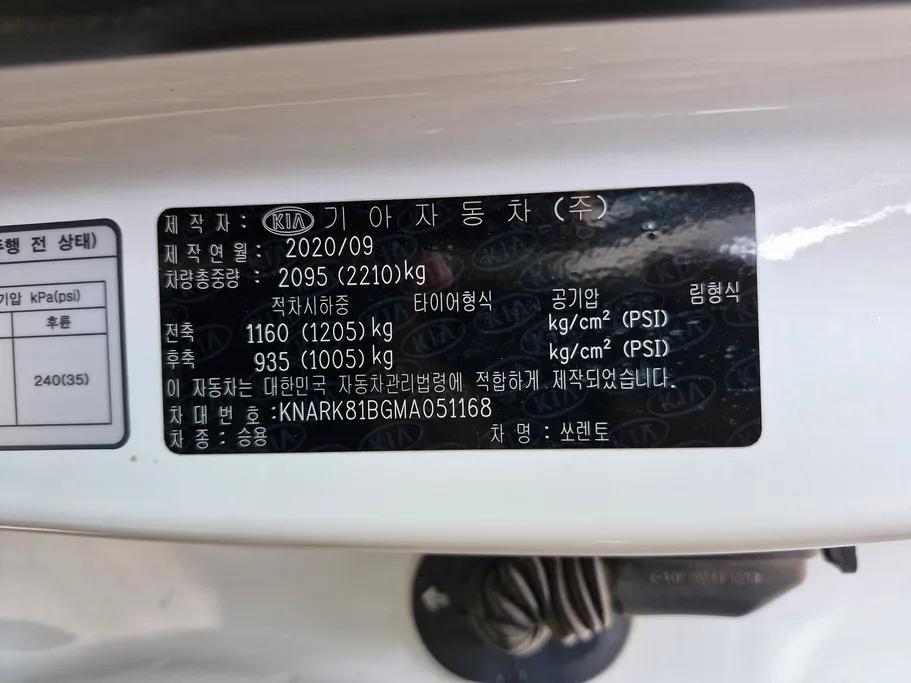 제작자: KIA 기아자동차 (주)
제작연월: 2020/09
차량총중량: 2095 (2210)kg
적차시하중 타이어형식 공기압 림형식
전축 1160 (1205) kg kg/cm² (PSI)
후축 935 (1005) kg kg/cm² (PSI)
이 자동차는 대한민국 자동차관리법령에 적합하게 제작되었습니다.
차대번호:KNARK81BGMA051168
차종: 승용 차명: 쏘렌토
행 전 상태)
기압 kPa(psi)
후륜
240(35)